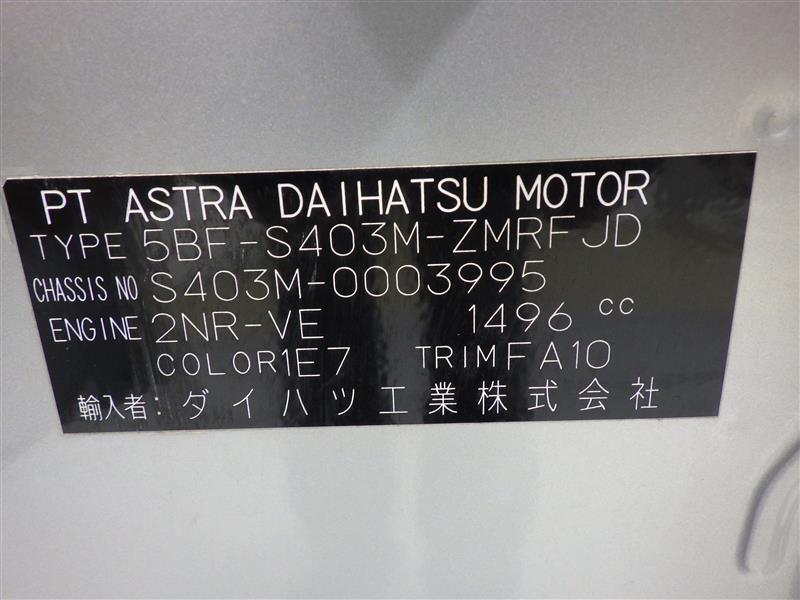 PT ASTRA DAIHATSU MOTOR
TYPE 5BF-S403M-ZMRFJD
CHASSIS NO S403M-0003995
ENGINE 2NR-VE 1496 cc
COLOR 1E7 TRIM FA10
輸入者:ダイハツ工業株式会社